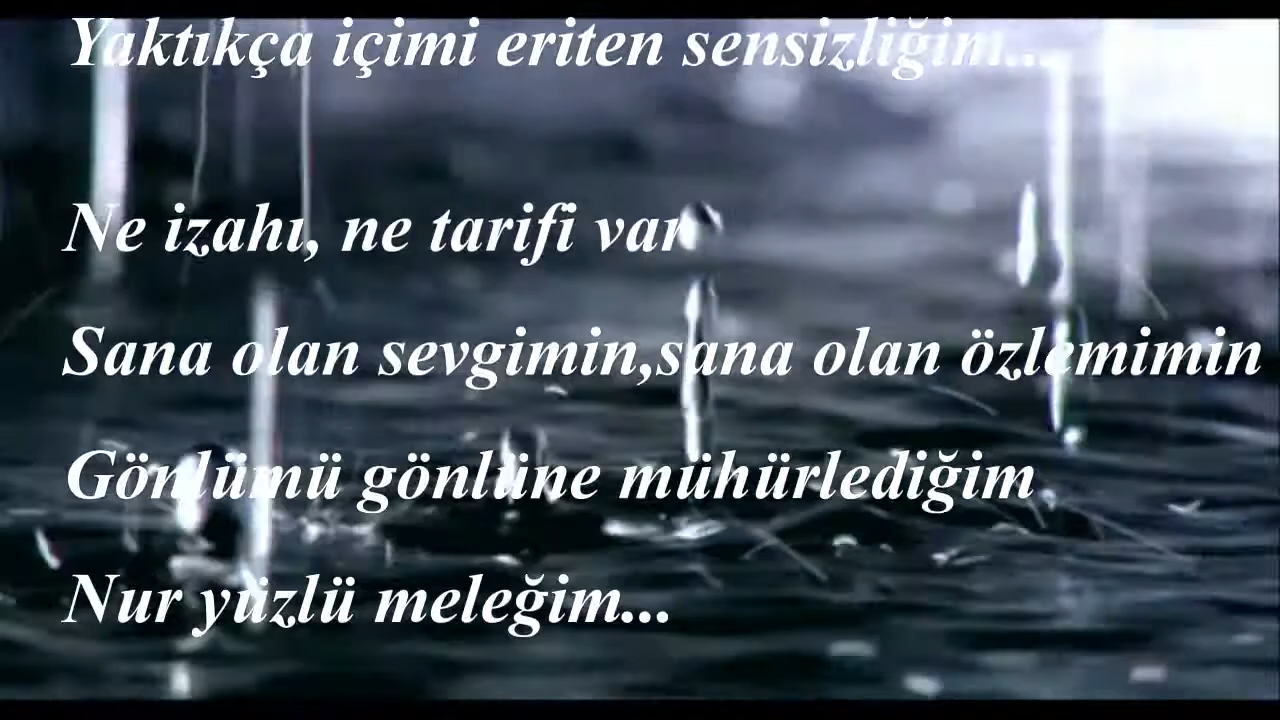 Yaktıkça içimi eriten sensizliğim...
Ne izahı, ne tarifi var
Sana olan sevgimin,sana olan özlemimin
Gönlümü gönlüne mühürlediğim
Nur yüzlü meleğim...